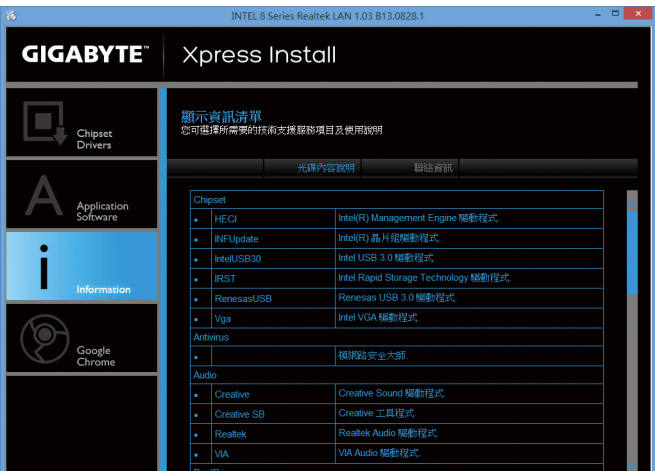 INTEL 8 Series Realtek LAN 1.03 B13.0828.1
GIGABYTE™ Xpress Install
Chipset
Drivers
Application
Software
Information
Google
Chrome
顯示資訊清單
您可選擇所需要的技術支援服務項目及使用說明
光碟內容說明 聯絡資訊
Chipset
• HECI Intel(R) Management Engine 驅動程式.
• INFUpdate Intel(R) 晶片組驅動程式.
• IntelUSB30 Intel USB 3.0 驅動程式.
• IRST Intel Rapid Storage Technology 驅動程式.
• RenesasUSB Renesas USB 3.0 驅動程式.
• Vga Intel VGA 驅動程式.
Antivirus
• 頓網路安全大師.
Audio
• Creative Creative Sound 驅動程式.
• Creative SB Creative 工具程式.
• Realtek Realtek Audio 驅動程式.
• VIA VIA Audio 驅動程式.